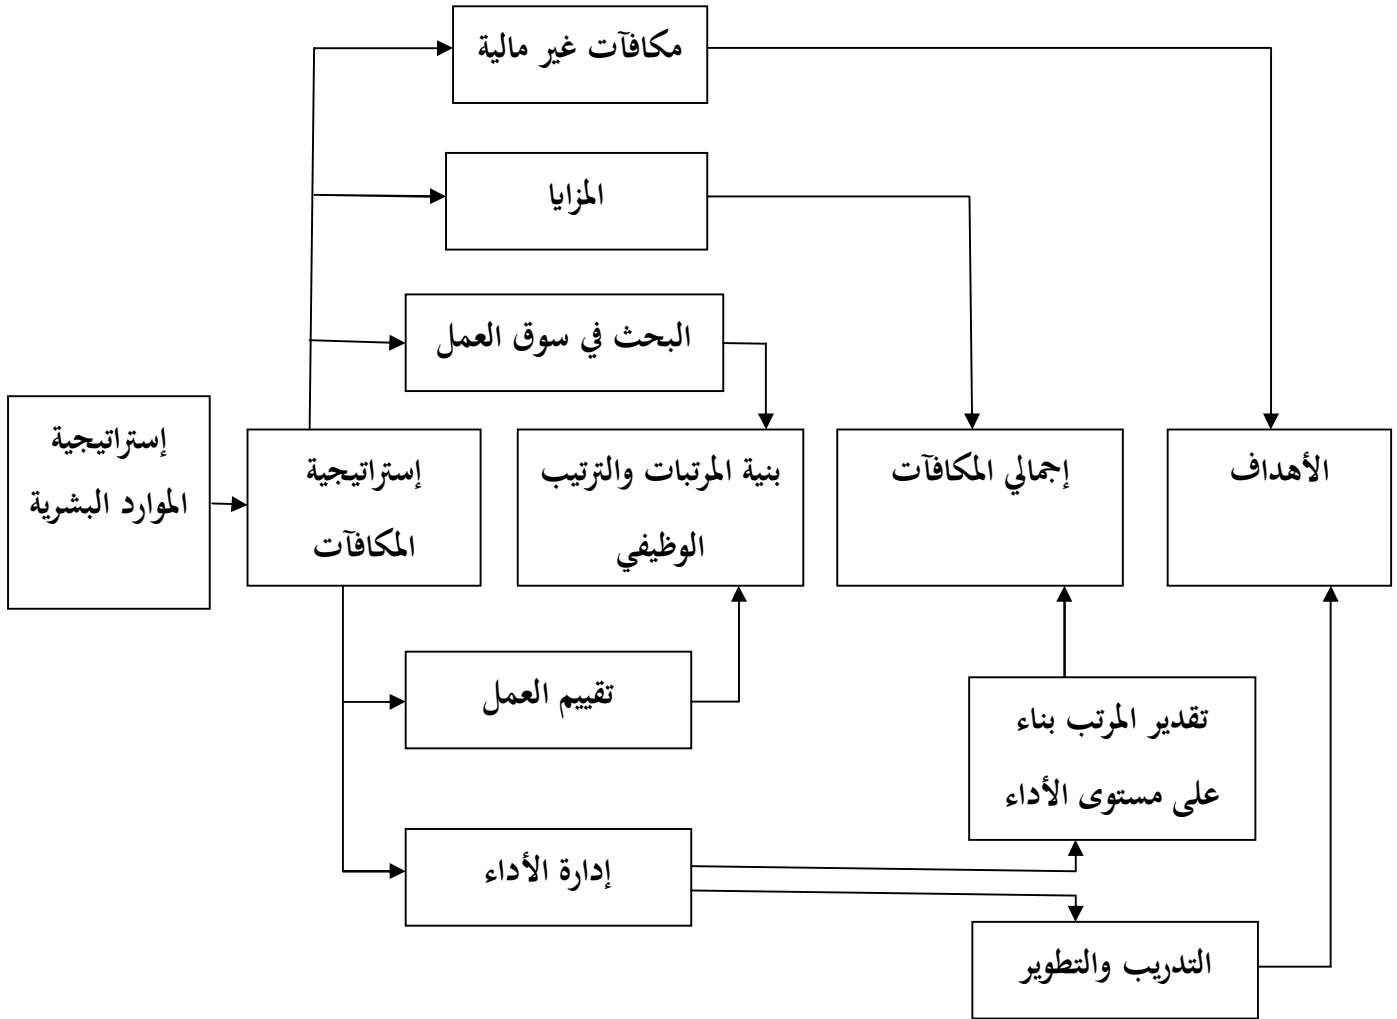 مكافآت غير مالية
المزايا
البحث في سوق العمل
إستراتيجية
الموارد البشرية
إستراتيجية
المكافآت
بنية المرتبات والترتيب
الوظيفي
إجمالي المكافآت
الأهداف
تقييم العمل
تقدير المرتب بناء
على مستوى الأداء
إدارة الأداء
التدريب والتطوير